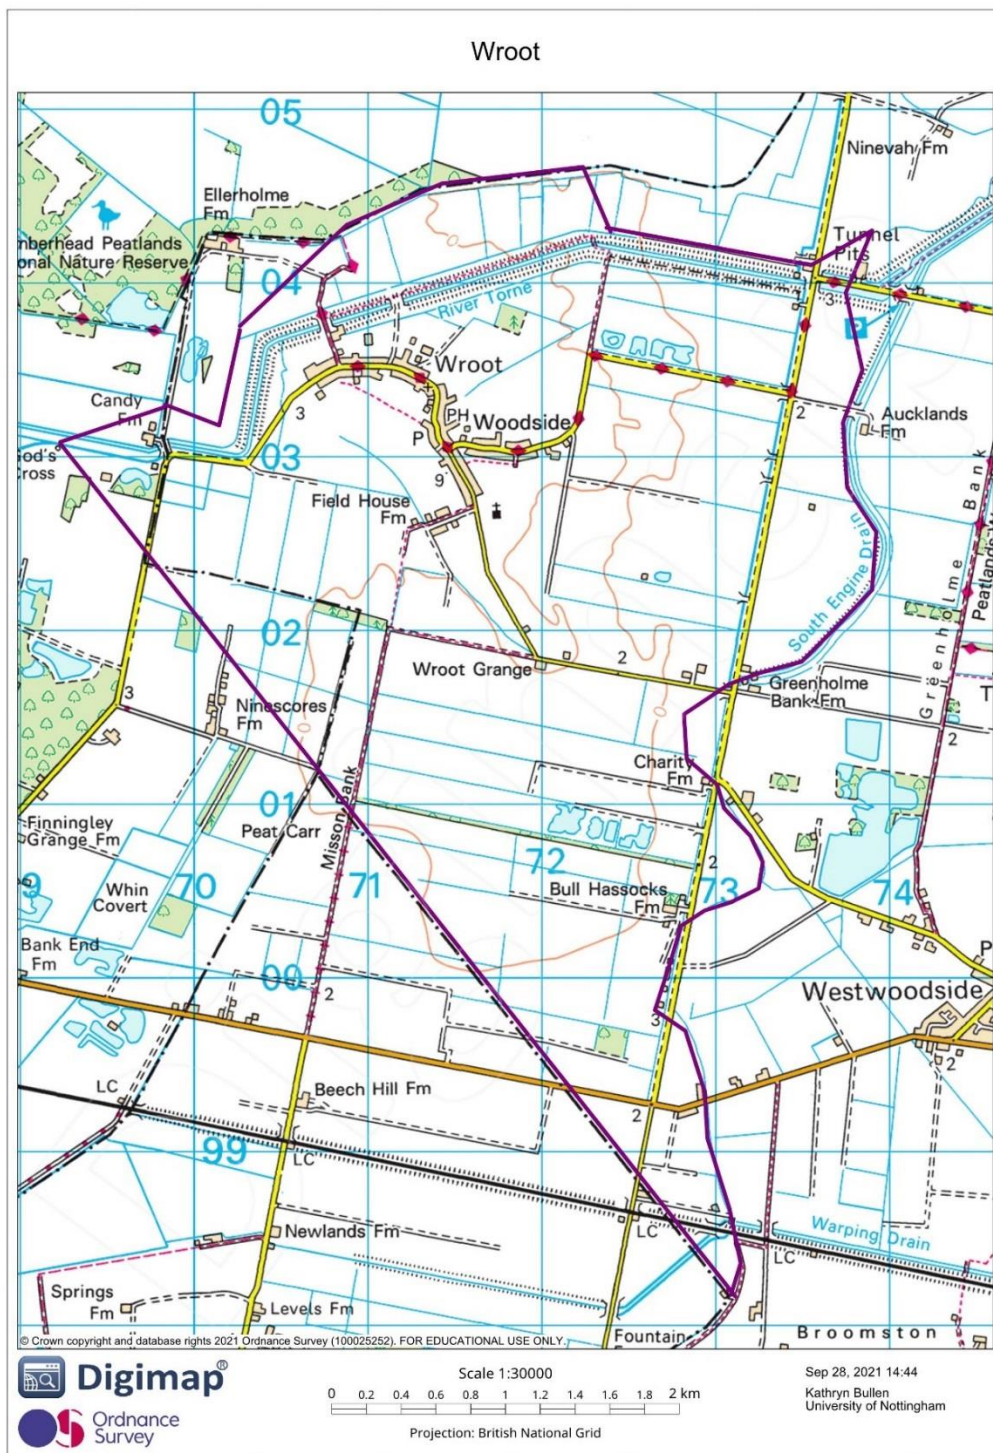 Wroot
05
Ninevah Fm
Ellerholme
Fm
Tunnel
Pits
mberhead Peatlands
onal Nature Reserve
04
River Torne
3
P
Wroot
Candy
Fm
3
PH
Woodside
2
Aucklands
Fm
God's
Cross
03
P
9
Field House
Fm
South Engine Drain
Greenholme Bank
Peatlands W
02
Wroot Grange
2
Greenholme
Bank Fm
3
Ninescores
Fm
2
Charity
Fm
01
Finningley
Grange Fm
Peat Carr
Misson Bank
72
2
9
70
71
73
74
Whin
Covert
Bull Hassocks
Fm
Bank End
Fm
00
2
Westwoodside
3
LC
Beech Hill Fm
2
2
99
LC
Newlands Fm
LC
Warping Drain
LC
Springs
Fm
Levels Fm
Fountain
Broomston
© Crown copyright and database rights 2021 Ordnance Survey (100025252). FOR EDUCATIONAL USE ONLY.
Digimap®
Ordnance
Survey
Scale 1:30000
0 0.2 0.4 0.6 0.8 1 1.2 1.4 1.6 1.8 2 km
Projection: British National Grid
Sep 28, 2021 14:44
Kathryn Bullen
University of Nottingham